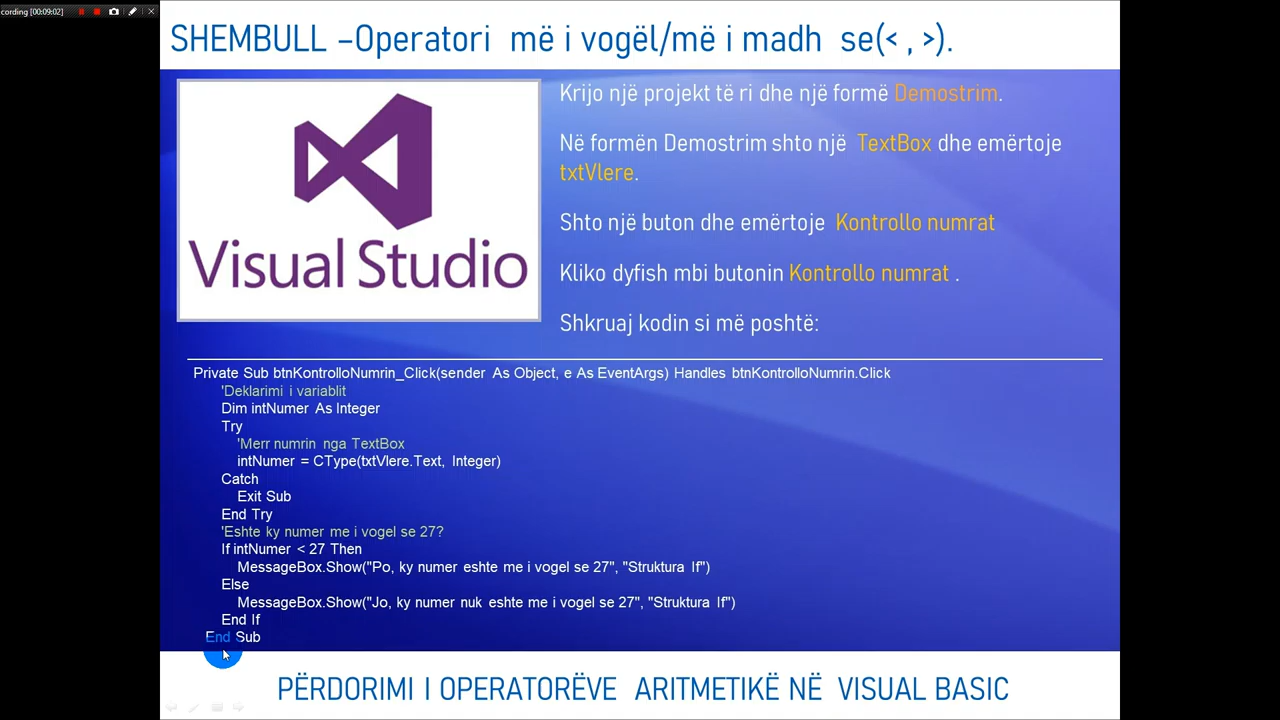 cording [00:09:02]
SHEMBULL –Operatori më i vogël/më i madh se(< , >).
Visual Studio
Krijo një projekt të ri dhe një formë Demostrim.
Në formën Demostrim shto një TextBox dhe emërtoje
txtVlere.
Shto një buton dhe emërtoje Kontrollo numrat
Kliko dyfish mbi butonin Kontrollo numrat .
Shkruaj kodin si më poshtë:
Private Sub btnKontrolloNumrin_Click(sender As Object, e As EventArgs) Handles btnKontrolloNumrin.Click
'Deklarimi i variablit
Dim intNumer As Integer
Try
'Merr numrin nga TextBox
intNumer = CType(txtVlere.Text, Integer)
Catch
Exit Sub
End Try
'Eshte ky numer me i vogel se 27?
If intNumer < 27 Then
MessageBox.Show("Po, ky numer eshte me i vogel se 27", "Struktura If")
Else
MessageBox.Show("Jo, ky numer nuk eshte me i vogel se 27", "Struktura If")
End If
End Sub
PËRDORIMI I OPERATORËVE ARITMETIKË NË VISUAL BASIC